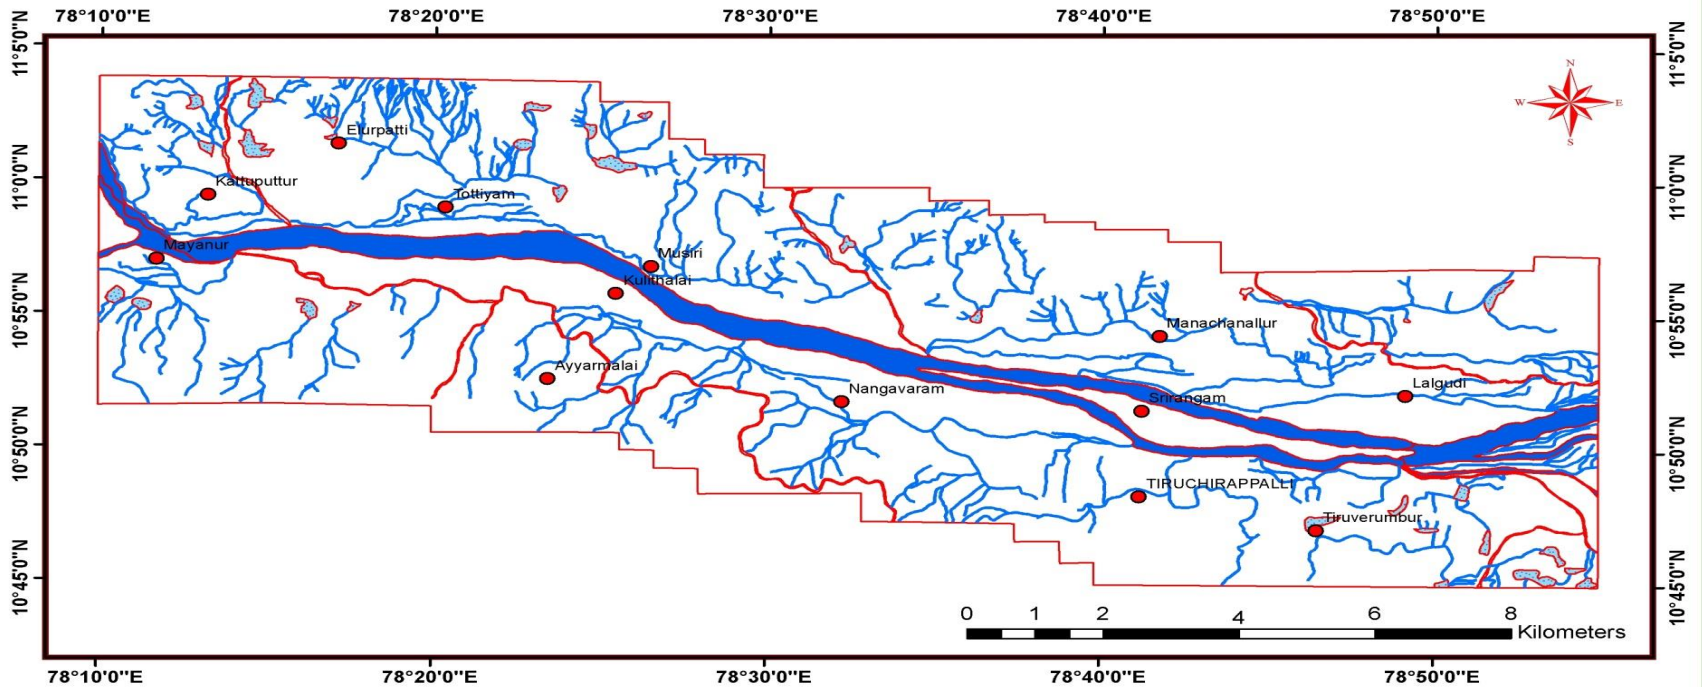 78°10'0"E 78°20'0"E 78°30'0"E 78°40'0"E 78°50'0"E
11°5'0"N
11°5'0"N
N
W E
S
Elurpatti
11°0'0"N
11°0'0"N
Kattuputtur
Tottiyam
Mayanur
Musiri
Kulithalai
10°55'0"N
10°55'0"N
Manachanallur
Ayyarmalai
Nangavaram
Srirangam
Lalgudi
10°50'0"N
10°50'0"N
TIRUCHIRAPPALLI
Tiruverumbur
10°45'0"N
10°45'0"N
0 1 2 4 6 8
Kilometers
78°10'0"E 78°20'0"E 78°30'0"E 78°40'0"E 78°50'0"E